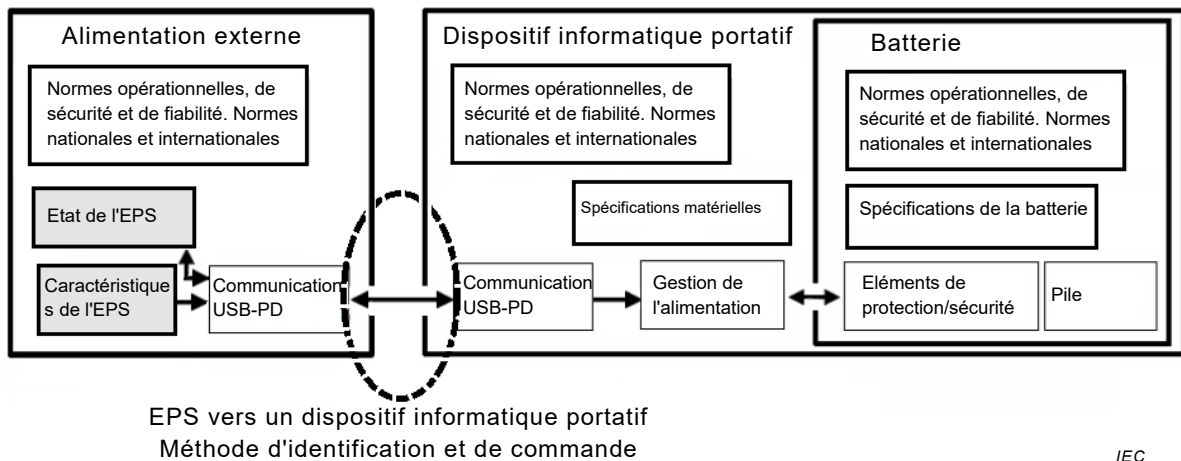 Alimentation externe
Normes opérationnelles, de
sécurité et de fiabilité. Normes
nationales et internationales
Etat de l'EPS
Caractéristique
s de l'EPS
Communication
USB-PD
Dispositif informatique portatif
Normes opérationnelles, de
sécurité et de fiabilité. Normes
nationales et internationales
Spécifications matérielles
Communication
USB-PD
Gestion de
l'alimentation
Batterie
Normes opérationnelles, de
sécurité et de fiabilité. Normes
nationales et internationales
Spécifications de la batterie
Eléments de
protection/sécurité
Pile
EPS vers un dispositif informatique portatif
Méthode d'identification et de commande
IEC